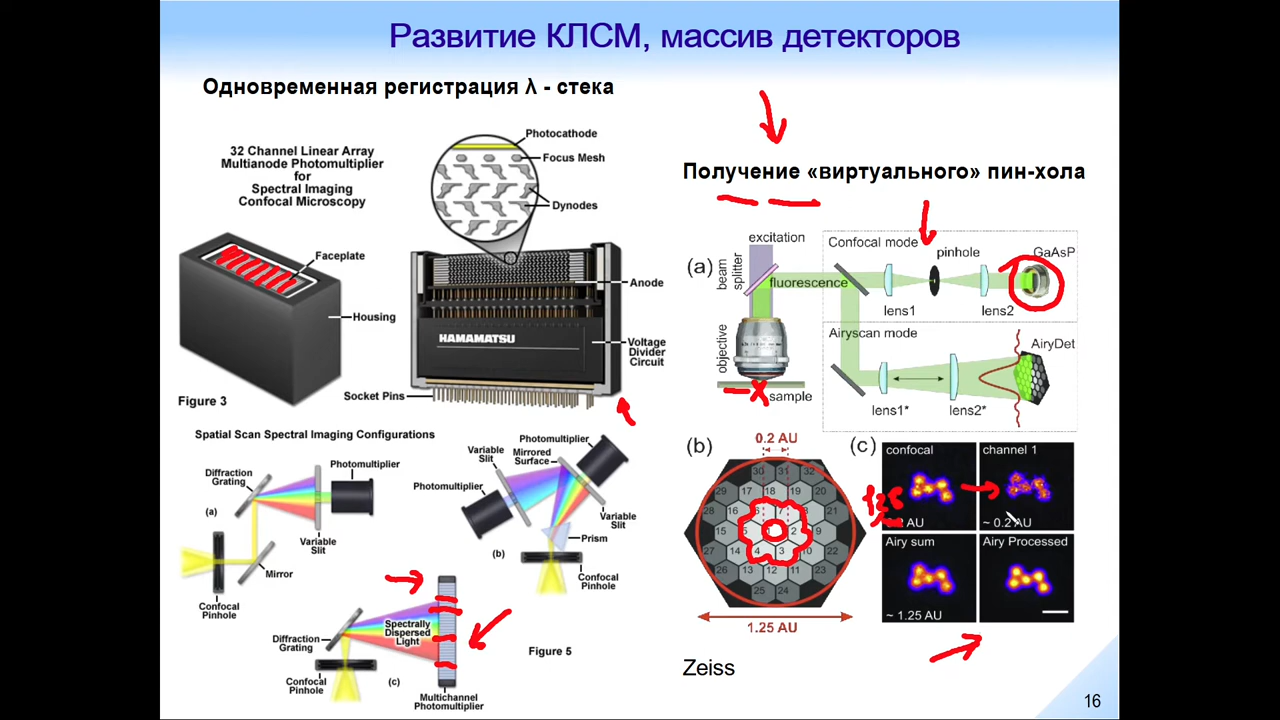 Развитие КЛСМ, массив детекторов
Одновременная регистрация λ - стека
32 Channel Linear Array
Multianode Photomultiplier
for
Spectral Imaging
Confocal Microscopy
Photocathode
Focus Mesh
Dynodes
Faceplate
Housing
Anode
HAMAMATSU
Voltage
Divider
Circuit
Socket Pins
Figure 3
Spatial Scan Spectral Imaging Configurations
Diffraction
Grating
Photomultiplier
(a)
Variable
Slit
Mirror
Confocal
Pinhole
Photomultiplier
Variable
Slit
Mirrored
Surface
Photomultiplier
Variable
Slit
Prism
(b)
Confocal
Pinhole
Diffraction
Grating
Spectrally
Dispersed
Light
Confocal
Pinhole
(c)
Multichannel
Photomultiplier
Figure 5
Получение «виртуального» пин-хола
(a)
excitation
beam
splitter
fluorescence
objective
sample
Confocal mode
pinhole
GaAsP
lens1
lens2
Airyscan mode
AiryDet
lens1*
lens2*
(b)
0.2 AU
30 31
29 17 18 19 20
28 16 6 7 8
15 5 2 9
27 14 4 3 10 22
26 13 12 11 23
25 24
1.25 AU
(c)
confocal
channel 1
~ 0.2 AU
Airy sum
~ 1.25 AU
Airy Processed
Zeiss
16